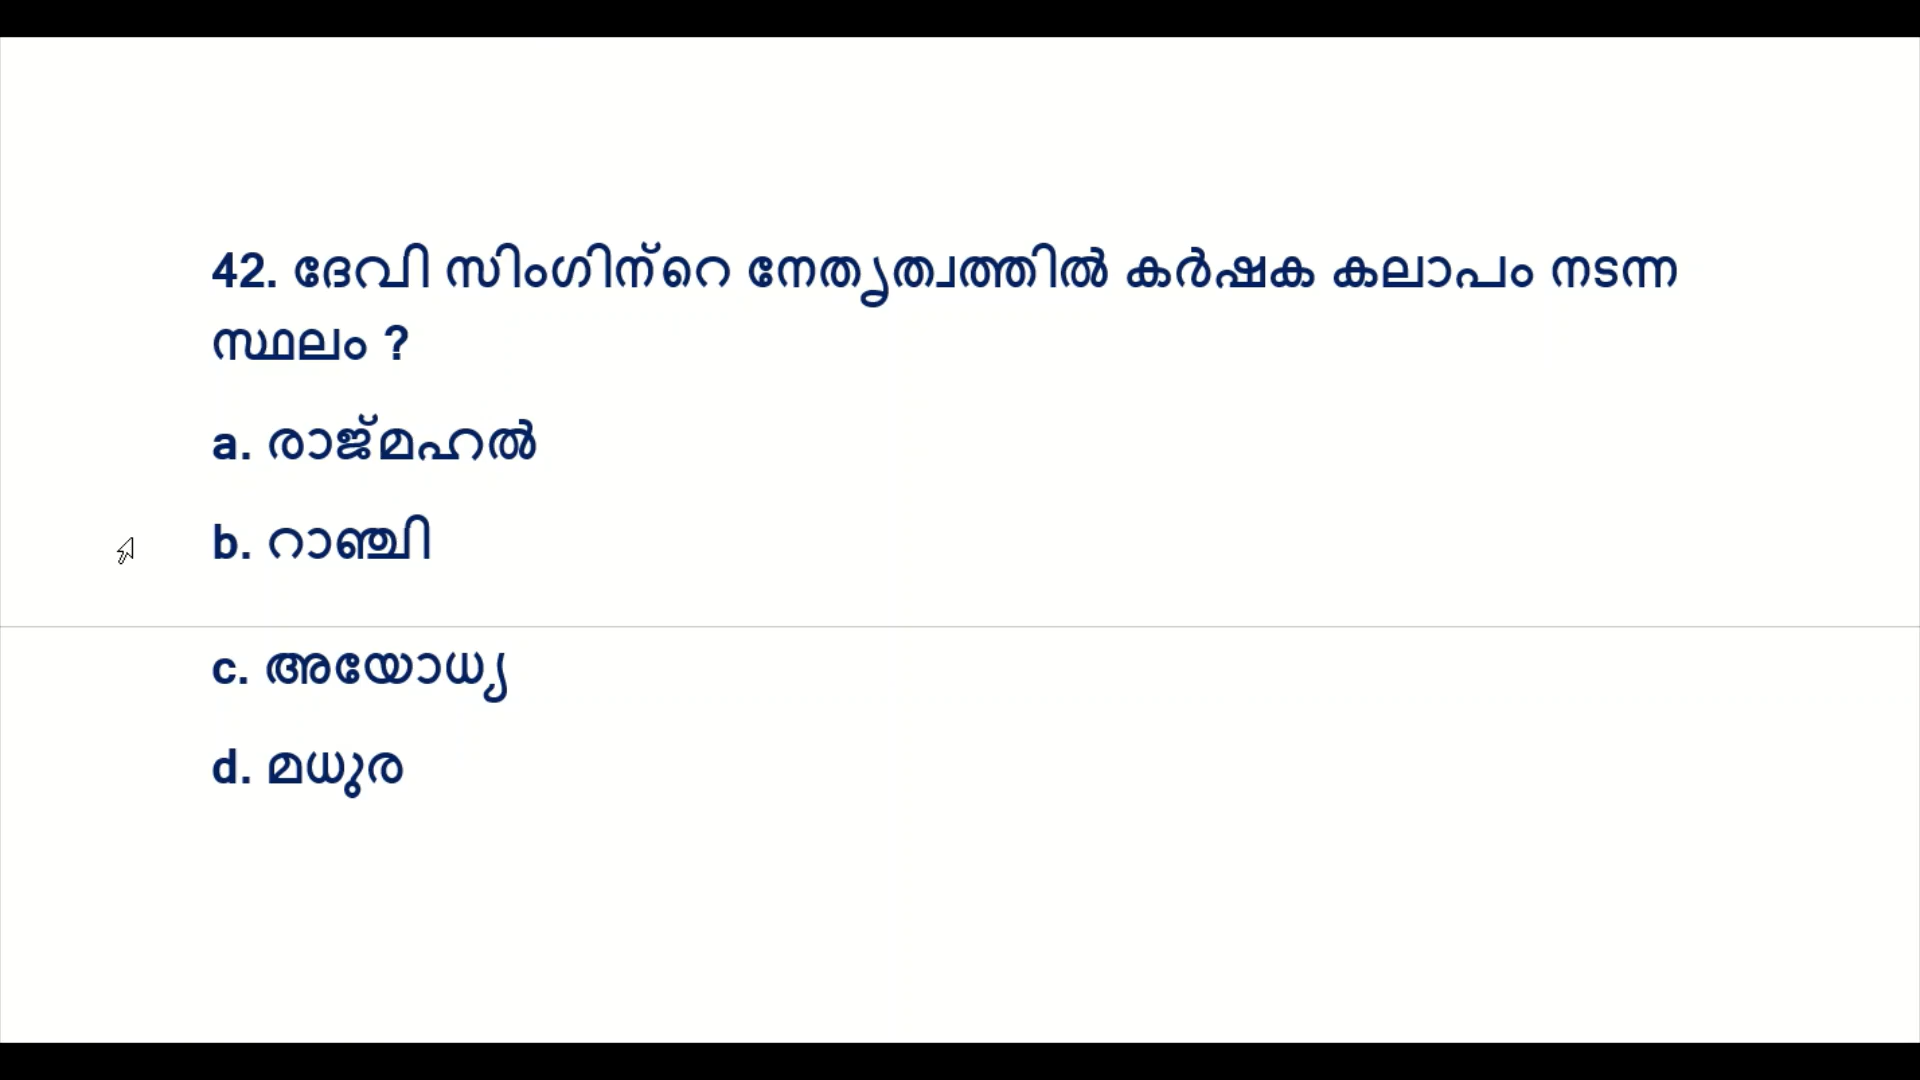 42. ദേവി സിംഗിന്റെ നേതൃത്വത്തിൽ കർഷക കലാപം നടന്ന
സ്ഥലം ?
a. രാജ്മഹൽ
b. റാഞ്ചി
c. അയോധ്യ
d. മധുര